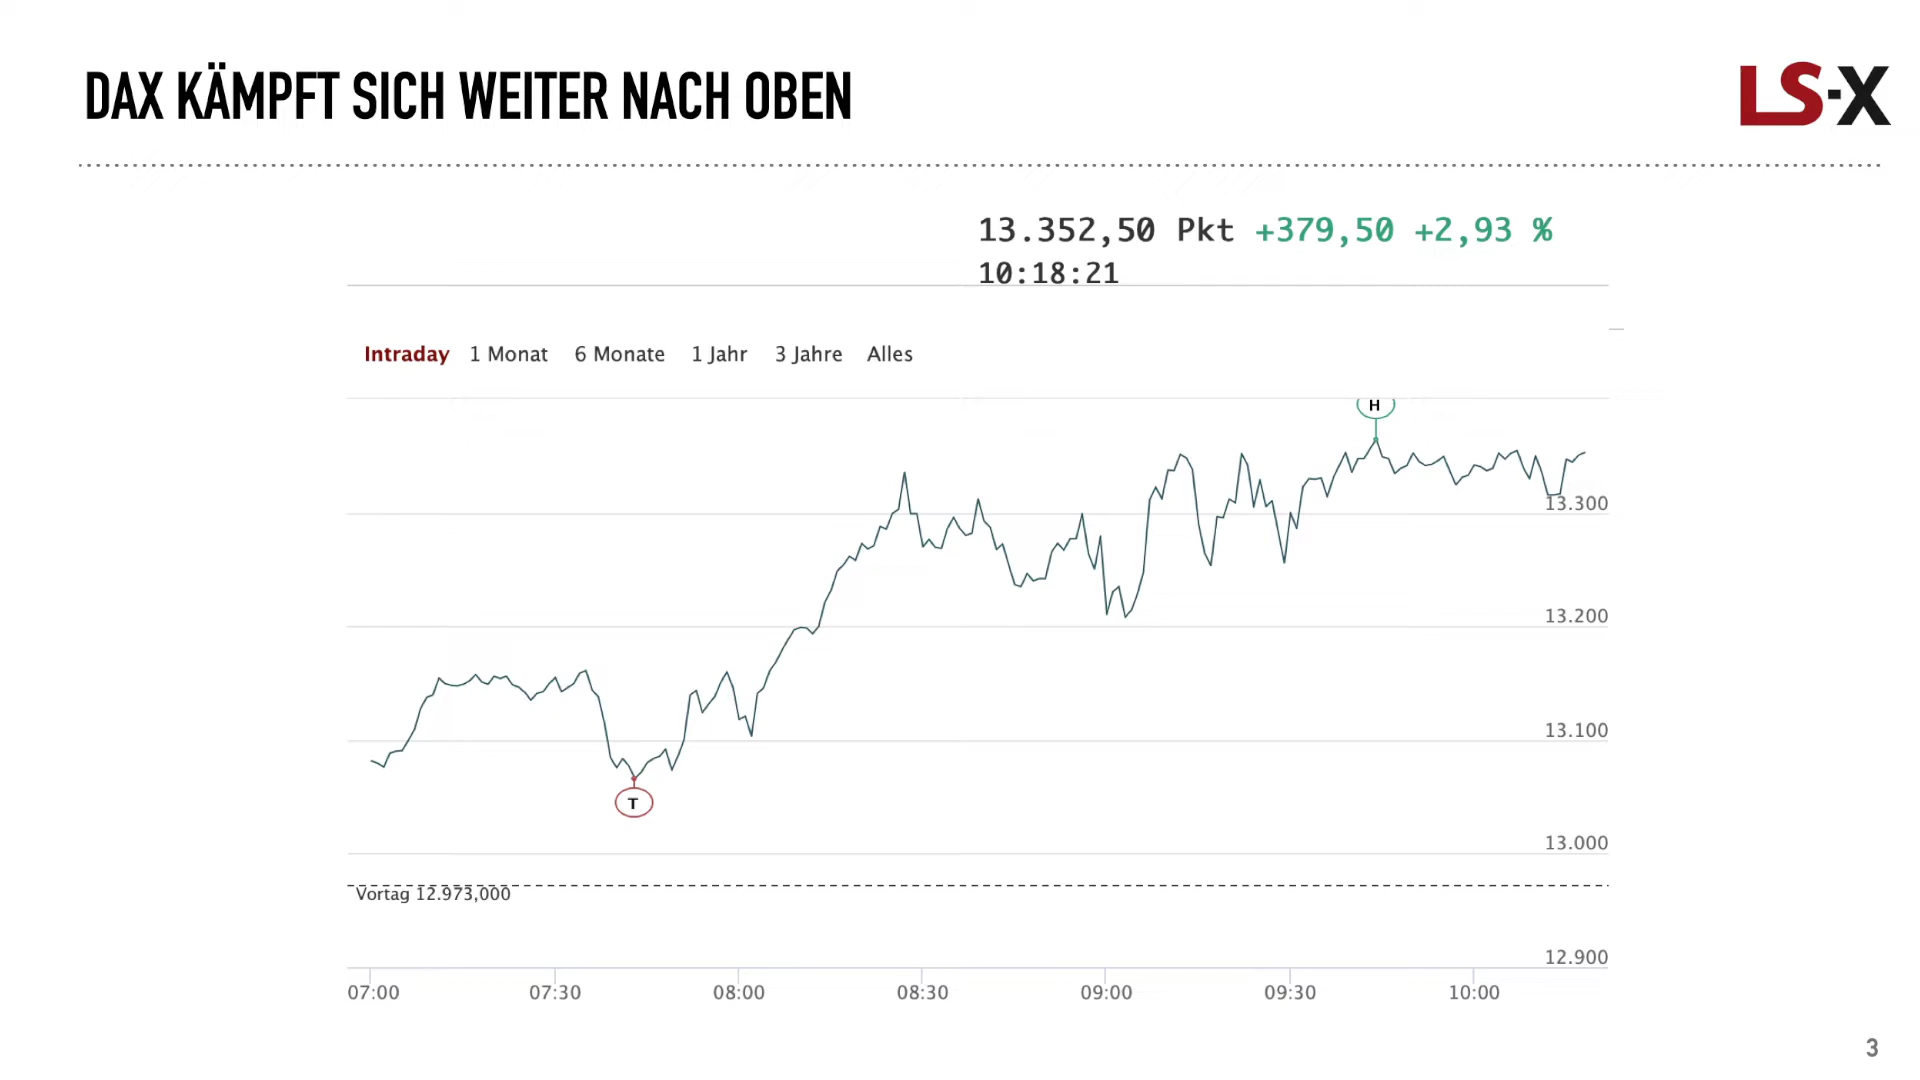 DAX KÄMPFT SICH WEITER NACH OBEN
LS-X
13.352,50 Pkt +379,50 +2,93 %
10:18:21
Intraday 1 Monat 6 Monate 1 Jahr 3 Jahre Alles
H
13.300
13.200
13.100
T
13.000
Vortag 12.973,000
12.900
07:00 07:30 08:00 08:30 09:00 09:30 10:00
3